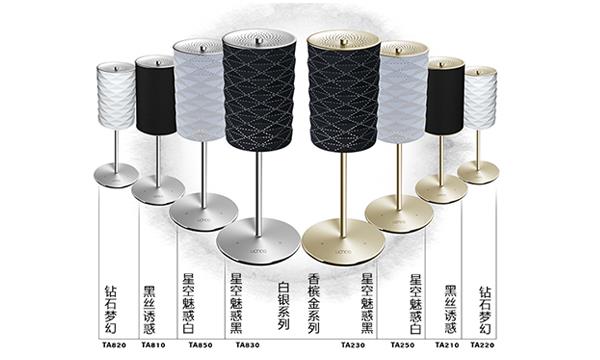 钻石梦幻
黑丝诱惑
星空魅惑白
星空魅惑黑
白银系列
香槟金系列
星空魅惑黑
星空魅惑白
黑丝诱惑
钻石梦幻
TA820
TA810
TA850
TA830
TA230
TA250
TA210
TA220